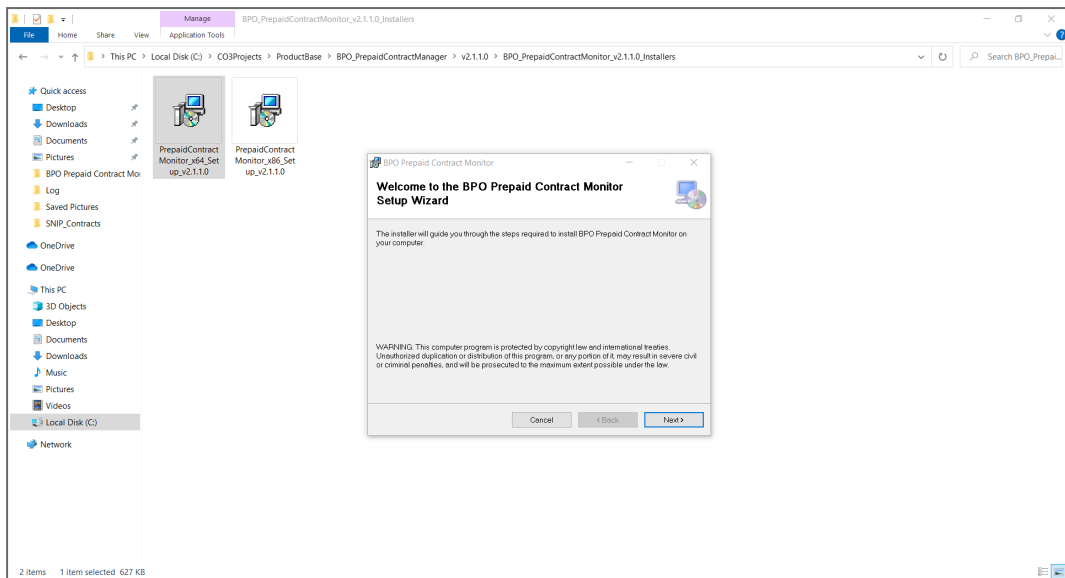 Manage
BPO_PrepaidContractMonitor_v2.1.1.0_Installers
File
Home
Share
View
Application Tools
This PC > Local Disk (C:) > CO3Projects > ProductBase > BPO_PrepaidContractManager > v2.1.1.0 > BPO_PrepaidContractMonitor_v2.1.1.0_Installers
Search BPO_Prepai...
Quick access
Desktop
Downloads
Documents
Pictures
BPO Prepaid Contract Mo
Log
Saved Pictures
SNIP_Contracts
OneDrive
OneDrive
This PC
3D Objects
Desktop
Documents
Downloads
Music
Pictures
Videos
Local Disk (C:)
Network
PrepaidContract
Monitor_x64_Set
up_v2.1.1.0
PrepaidContract
Monitor_x86_Set
up_v2.1.1.0
BPO Prepaid Contract Monitor
Welcome to the BPO Prepaid Contract Monitor
Setup Wizard
The installer will guide you through the steps required to install BPO Prepaid Contract Monitor on
your computer.
WARNING: This computer program is protected by copyright law and international treaties.
Unauthorized duplication or distribution of this program, or any portion of it, may result in severe civil
or criminal penalties, and will be prosecuted to the maximum extent possible under the law.
Cancel
< Back
Next >
2 items
1 item selected 627 KB